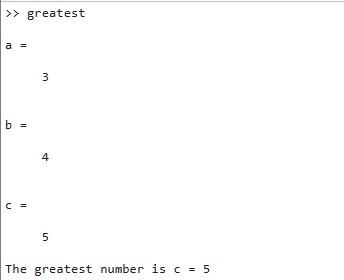 >> greatest
a =
3
b =
4
c =
5
The greatest number is c = 5